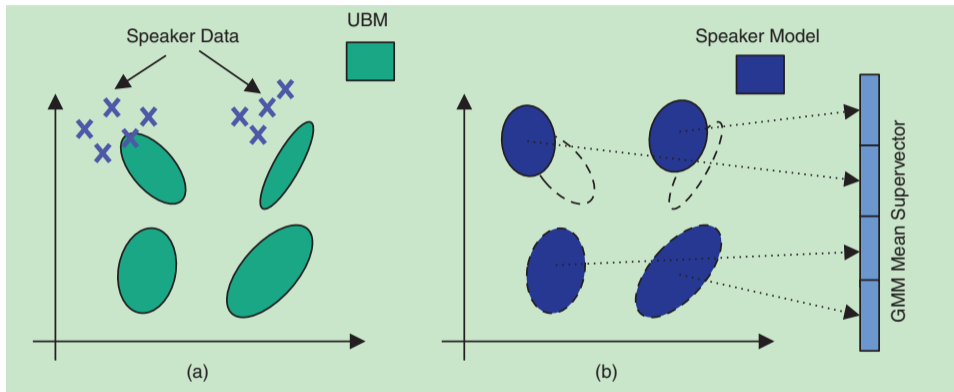 UBM
Speaker Data
Speaker Model
GMM Mean Supervector
(a)
(b)